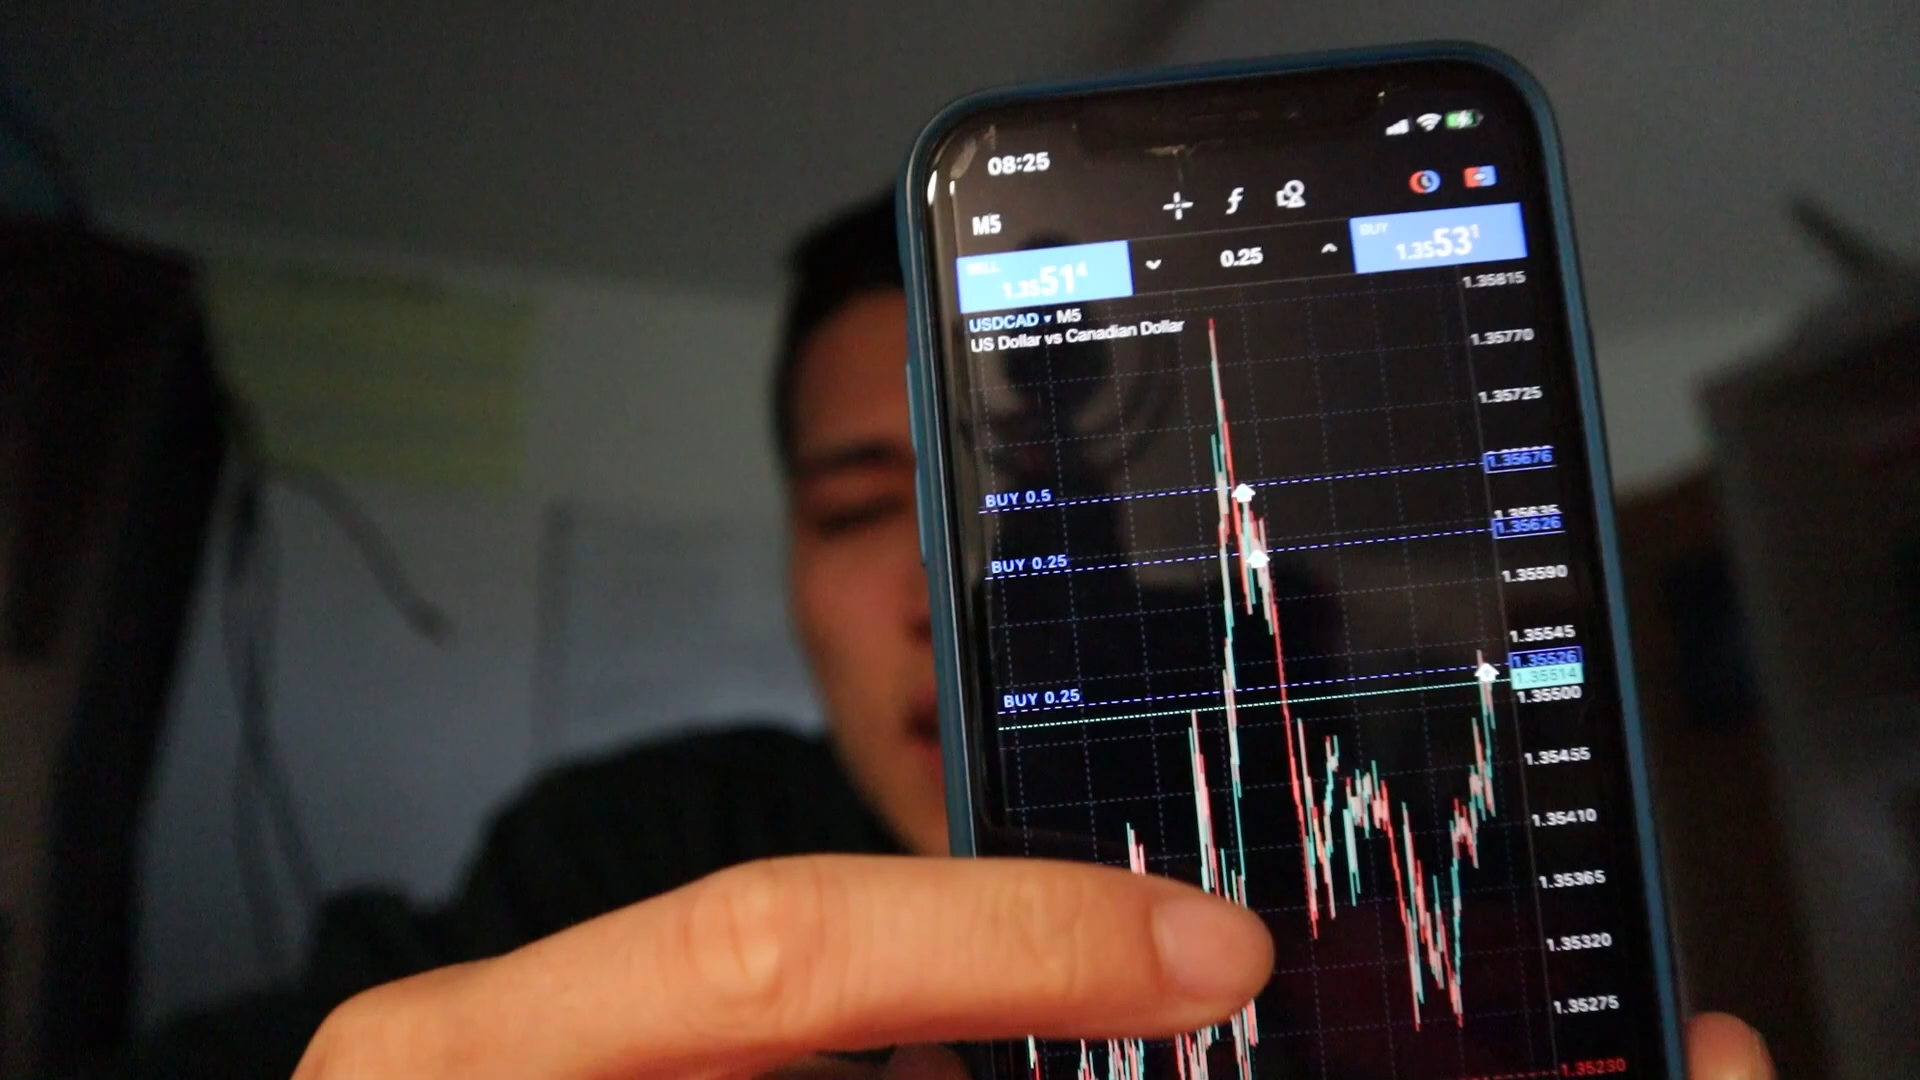 08:25
M5
SELL
1.35514
0.25
BUY
1.35531
USDCAD ▾ M5
US Dollar vs Canadian Dollar
1.35815
1.35770
1.35725
BUY 0.5
1.35676
1.35635
1.35626
BUY 0.25
1.35590
1.35545
BUY 0.25
1.35526
1.35514
1.35500
1.35455
1.35410
1.35365
1.35320
1.35275
1.35230